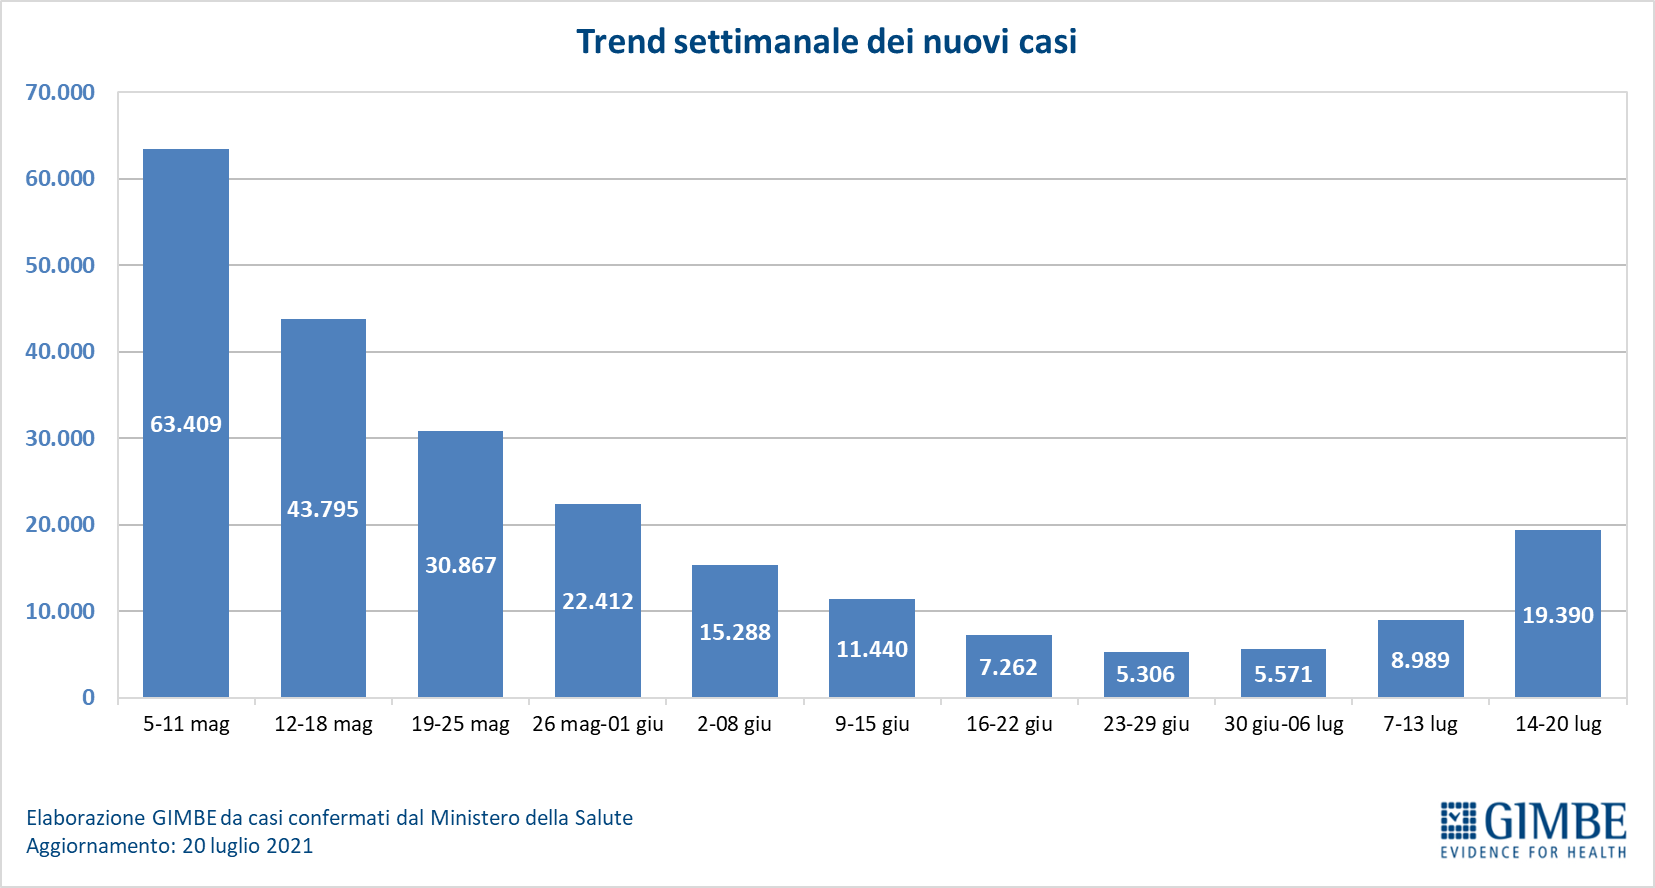 Trend settimanale dei nuovi casi
70.000
60.000
50.000
40.000
30.000
20.000
10.000
0
63.409
43.795
30.867
22.412
15.288
11.440
7.262
5.306
5.571
8.989
19.390
5-11 mag
12-18 mag
19-25 mag
26 mag-01 giu
2-08 giu
9-15 giu
16-22 giu
23-29 giu
30 giu-06 lug
7-13 lug
14-20 lug
Elaborazione GIMBE da casi confermati dal Ministero della Salute
Aggiornamento: 20 luglio 2021
GIMBE
EVIDENCE FOR HEALTH